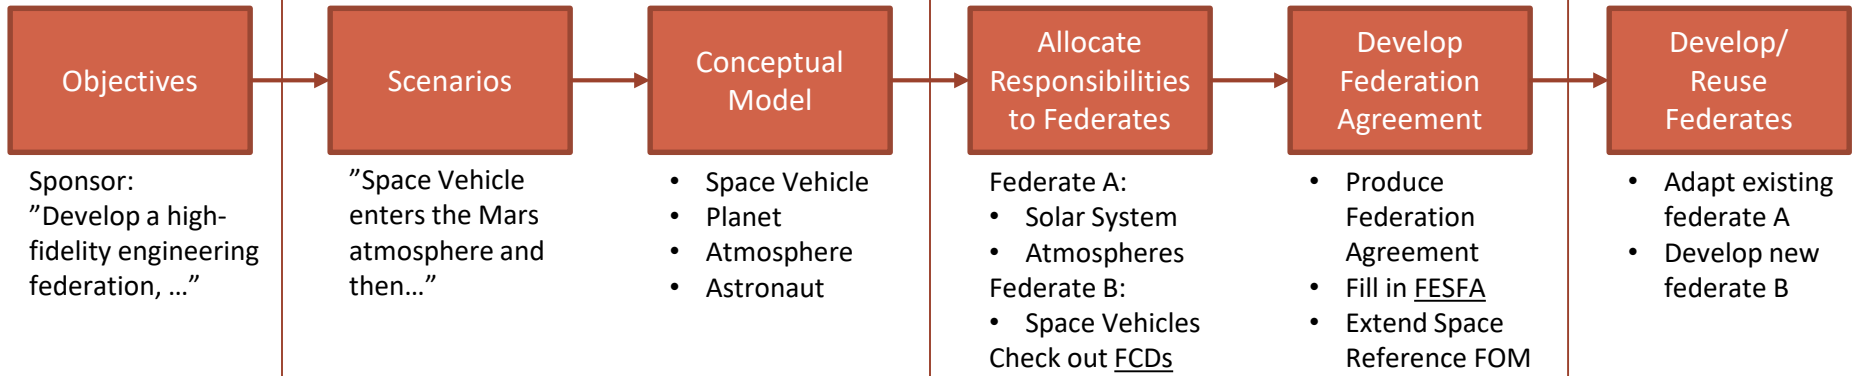 Objectives
Sponsor:
”Develop a high-
fidelity engineering
federation, …”
Scenarios
”Space Vehicle
enters the Mars
atmosphere and
then…”
Conceptual
Model
• Space Vehicle
• Planet
• Atmosphere
• Astronaut
Allocate
Responsibilities
to Federates
Federate A:
• Solar System
• Atmospheres
Federate B:
• Space Vehicles
Check out FCDs
Develop
Federation
Agreement
• Produce
Federation
Agreement
• Fill in FESFA
• Extend Space
Reference FOM
Develop/
Reuse
Federates
• Adapt existing
federate A
• Develop new
federate B